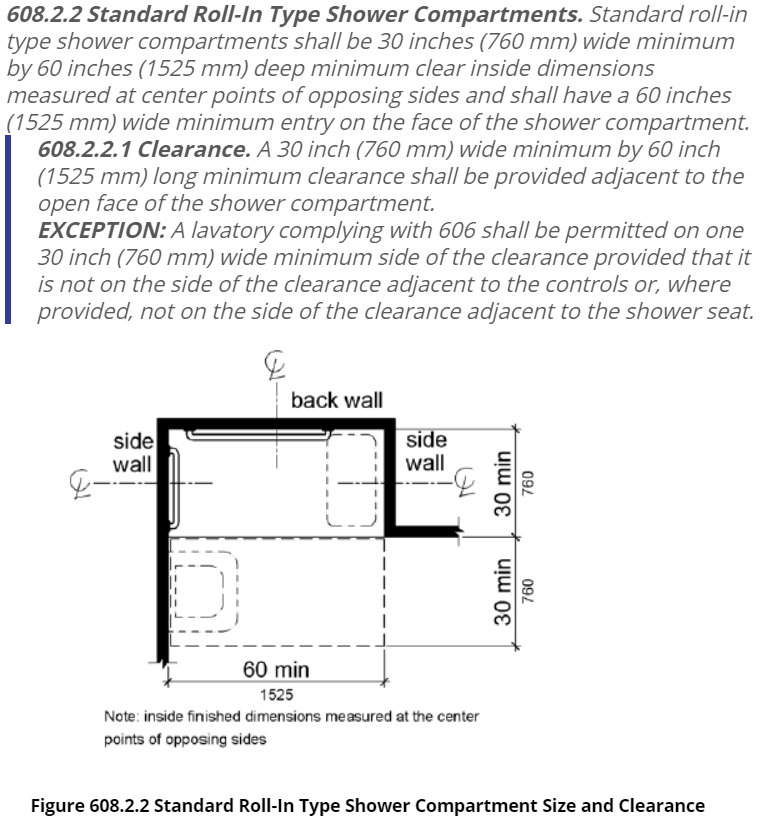 608.2.2 Standard Roll-In Type Shower Compartments. Standard roll-in
type shower compartments shall be 30 inches (760 mm) wide minimum
by 60 inches (1525 mm) deep minimum clear inside dimensions
measured at center points of opposing sides and shall have a 60 inches
(1525 mm) wide minimum entry on the face of the shower compartment.
608.2.2.1 Clearance. A 30 inch (760 mm) wide minimum by 60 inch
(1525 mm) long minimum clearance shall be provided adjacent to the
open face of the shower compartment.
EXCEPTION: A lavatory complying with 606 shall be permitted on one
30 inch (760 mm) wide minimum side of the clearance provided that it
is not on the side of the clearance adjacent to the controls or, where
provided, not on the side of the clearance adjacent to the shower seat.
℄
back wall
side
wall
side
wall
℄
℄
30 min
760
30 min
760
60 min
1525
Note: inside finished dimensions measured at the center
points of opposing sides
Figure 608.2.2 Standard Roll-In Type Shower Compartment Size and Clearance